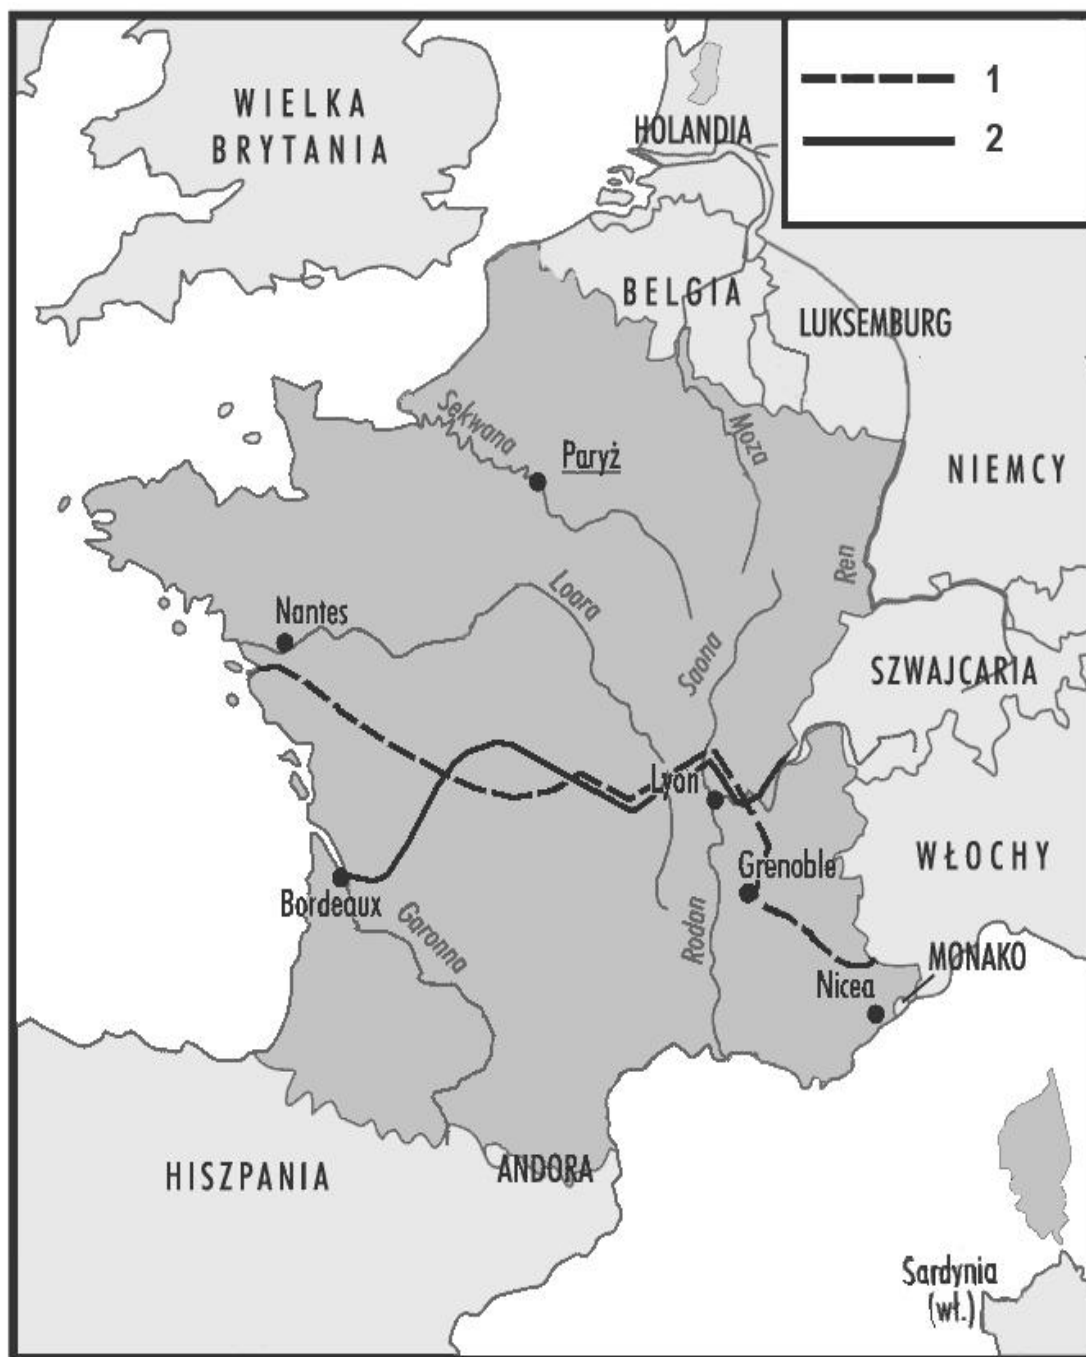 1
2
WIELKA
BRYTANIA
HOLANDIA
BELGIA
LUKSEMBURG
Sekwana
Moza
Paryż
NIEMCY
Ren
Loara
Nantes
Saona
SZWAJCARIA
Lyon
WŁOCHY
Grenoble
Bordeaux
Garonna
Rodan
MONAKO
Nicea
HISZPANIA
ANDORA
Sardynia
(wł.)